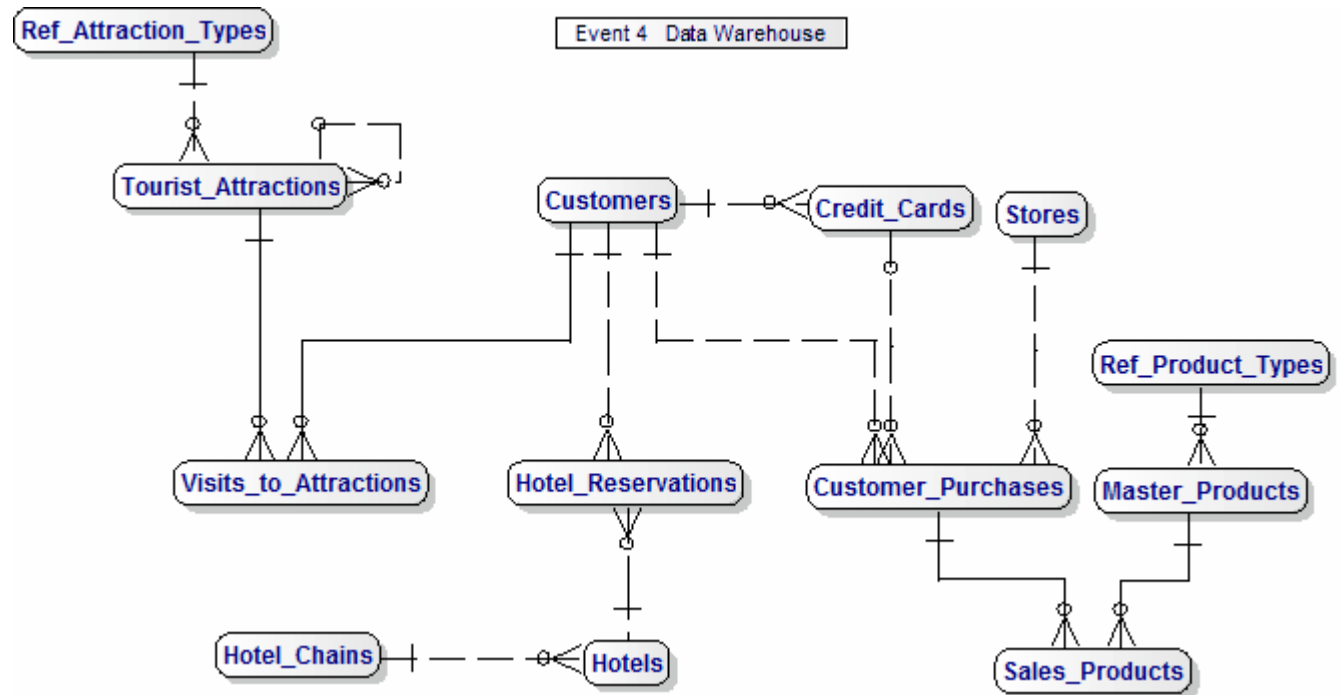 Ref_Attraction_Types
Event 4 Data Warehouse
Tourist_Attractions
Customers
Credit_Cards
Stores
Ref_Product_Types
Visits_to_Attractions
Hotel_Reservations
Customer_Purchases
Master_Products
Hotel_Chains
Hotels
Sales_Products